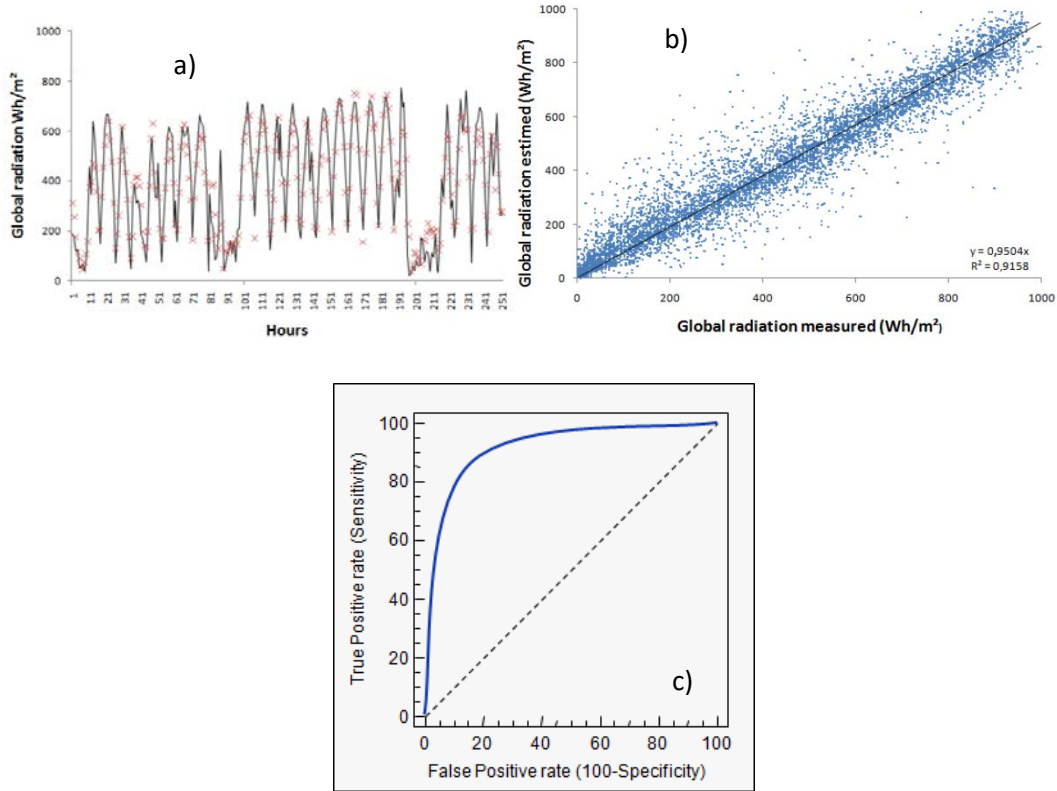 a)
Global radiation Wh/m²
1000
800
600
400
200
0
1 11 21 31 41 51 61 71 81 91 101 111 121 131 141 151 161 171 181 191 201 211 221 231 241 251
Hours
b)
Global radiation estimed (Wh/m²)
1000
800
600
400
200
0
y = 0,9504x
R² = 0,9158
0 200 400 600 800 1000
Global radiation measured (Wh/m²)
True Positive rate (Sensitivity)
100
80
60
40
20
0
c)
0 20 40 60 80 100
False Positive rate (100-Specificity)